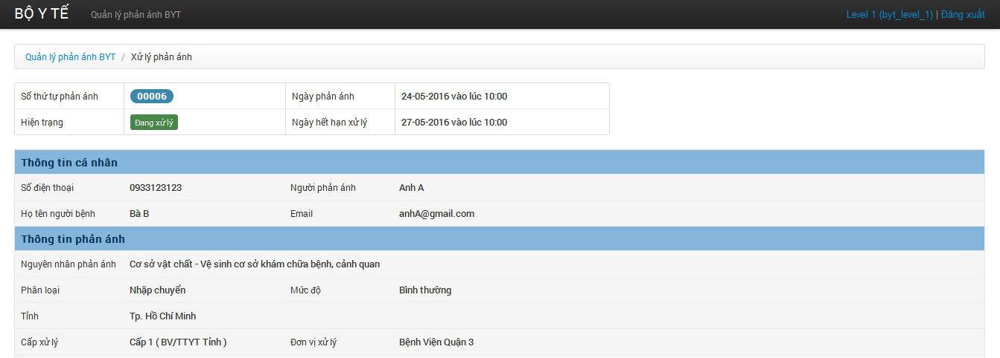 BỘ Y TẾ Quản lý phản ánh BYT Level 1 (byt_level_1) | Đăng xuất
Quản lý phản ánh BYT / Xử lý phản ánh
Số thứ tự phản ánh 00006 Ngày phản ánh 24-05-2016 vào lúc 10:00
Hiện trạng Đang xử lý Ngày hết hạn xử lý 27-05-2016 vào lúc 10:00
Thông tin cá nhân
Số điện thoại 0933123123 Người phản ánh Anh A
Họ tên người bệnh Bà B Email anhA@gmail.com
Thông tin phản ánh
Nguyên nhân phản ánh Cơ sở vật chất - Vệ sinh cơ sở khám chữa bệnh, cảnh quan
Phân loại Nhập chuyển Mức độ Bình thường
Tỉnh Tp. Hồ Chí Minh
Cấp xử lý Cấp 1 ( BV/TTYT Tỉnh ) Đơn vị xử lý Bệnh Viện Quận 3